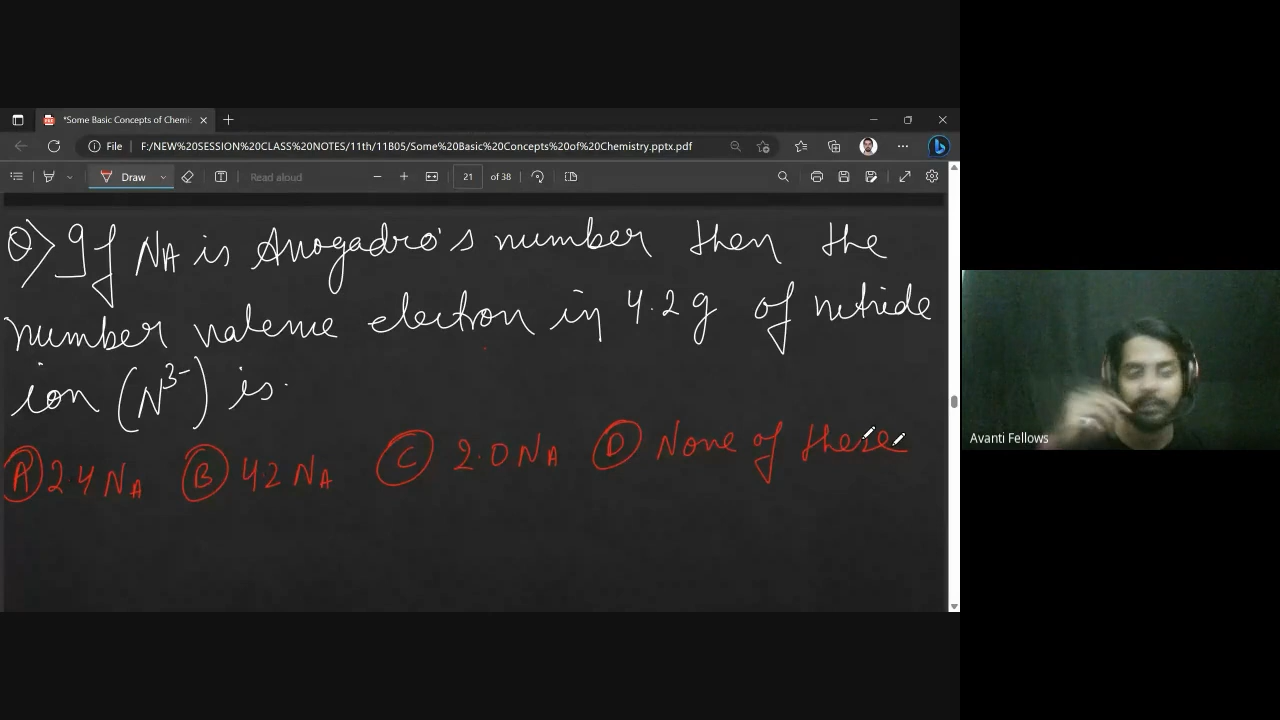 *Some Basic Concepts of Chemis
File
F:/NEW%20SESSION%20CLASS%20NOTES/11th/11B05/Some%20Basic%20Concepts%20of%20Chemistry.pptx.pdf
Draw
Read aloud
21
of 38
Q> If NA is Avogadro's number then the
number valence electron in 4.2 g of nitride
ion (N³⁻) is.
(A) 2.4 NA (B) 4.2 NA (C) 2.0 NA (D) None of these
Avanti Fellows